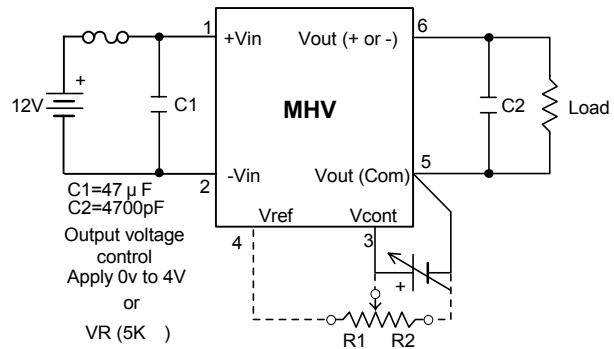 1
6
+Vin
Vout (+ or -)
+
12V
C1
MHV
C2
Load
5
2
-Vin
Vout (Com)
C1=47 μ F
C2=4700pF
Vref
Vcont
4
3
Output voltage
control
Apply 0v to 4V
or
VR (5K )
+
R1
R2